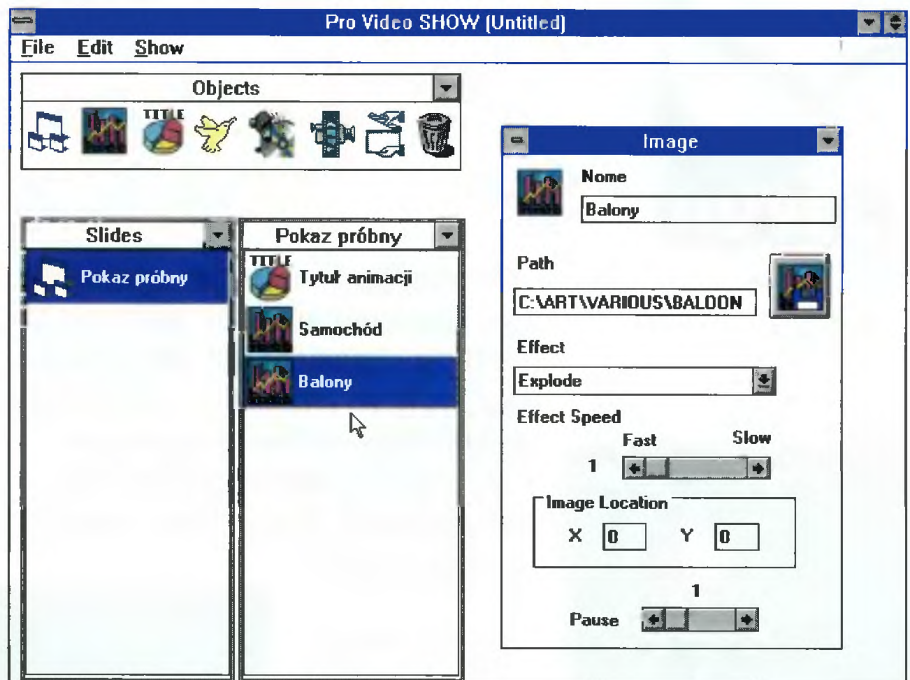 Pro Video SHOW (Untitled)
File Edit Show
Objects
TITLE
Slides
Pokaz próbny
Pokaz próbny
TITLE
Tytuł animacji
Samochód
Balony
Image
Nome
Balony
Path
C:\ART\VARIOUS\BALOON
Effect
Explode
Effect Speed
Fast Slow
1
Image Location
X 0 Y 0
1
Pause